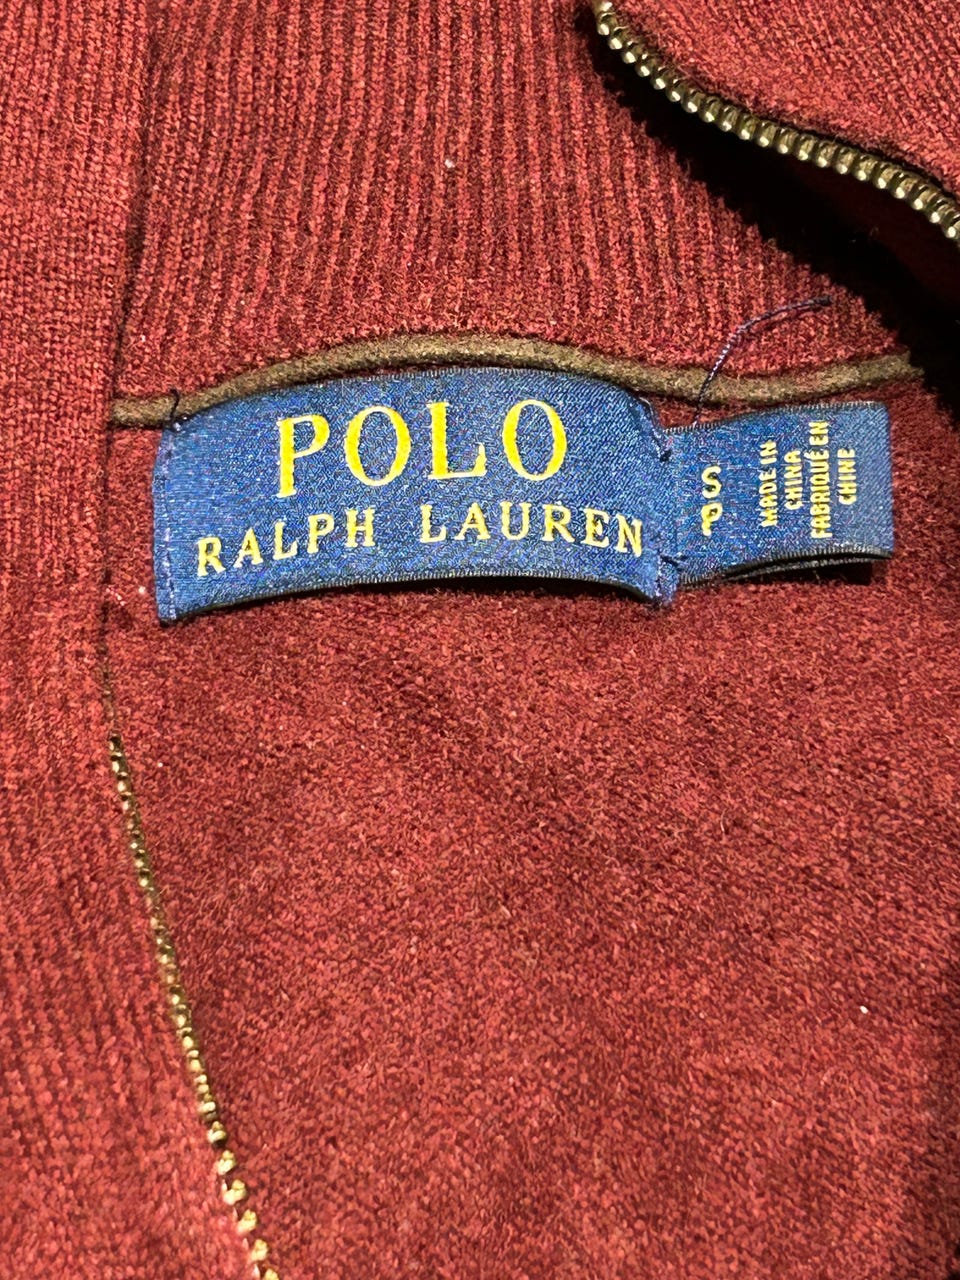 POLO
RALPH LAUREN
S
P
MADE IN
CHINA
FABRIQUÉ EN
CHINE